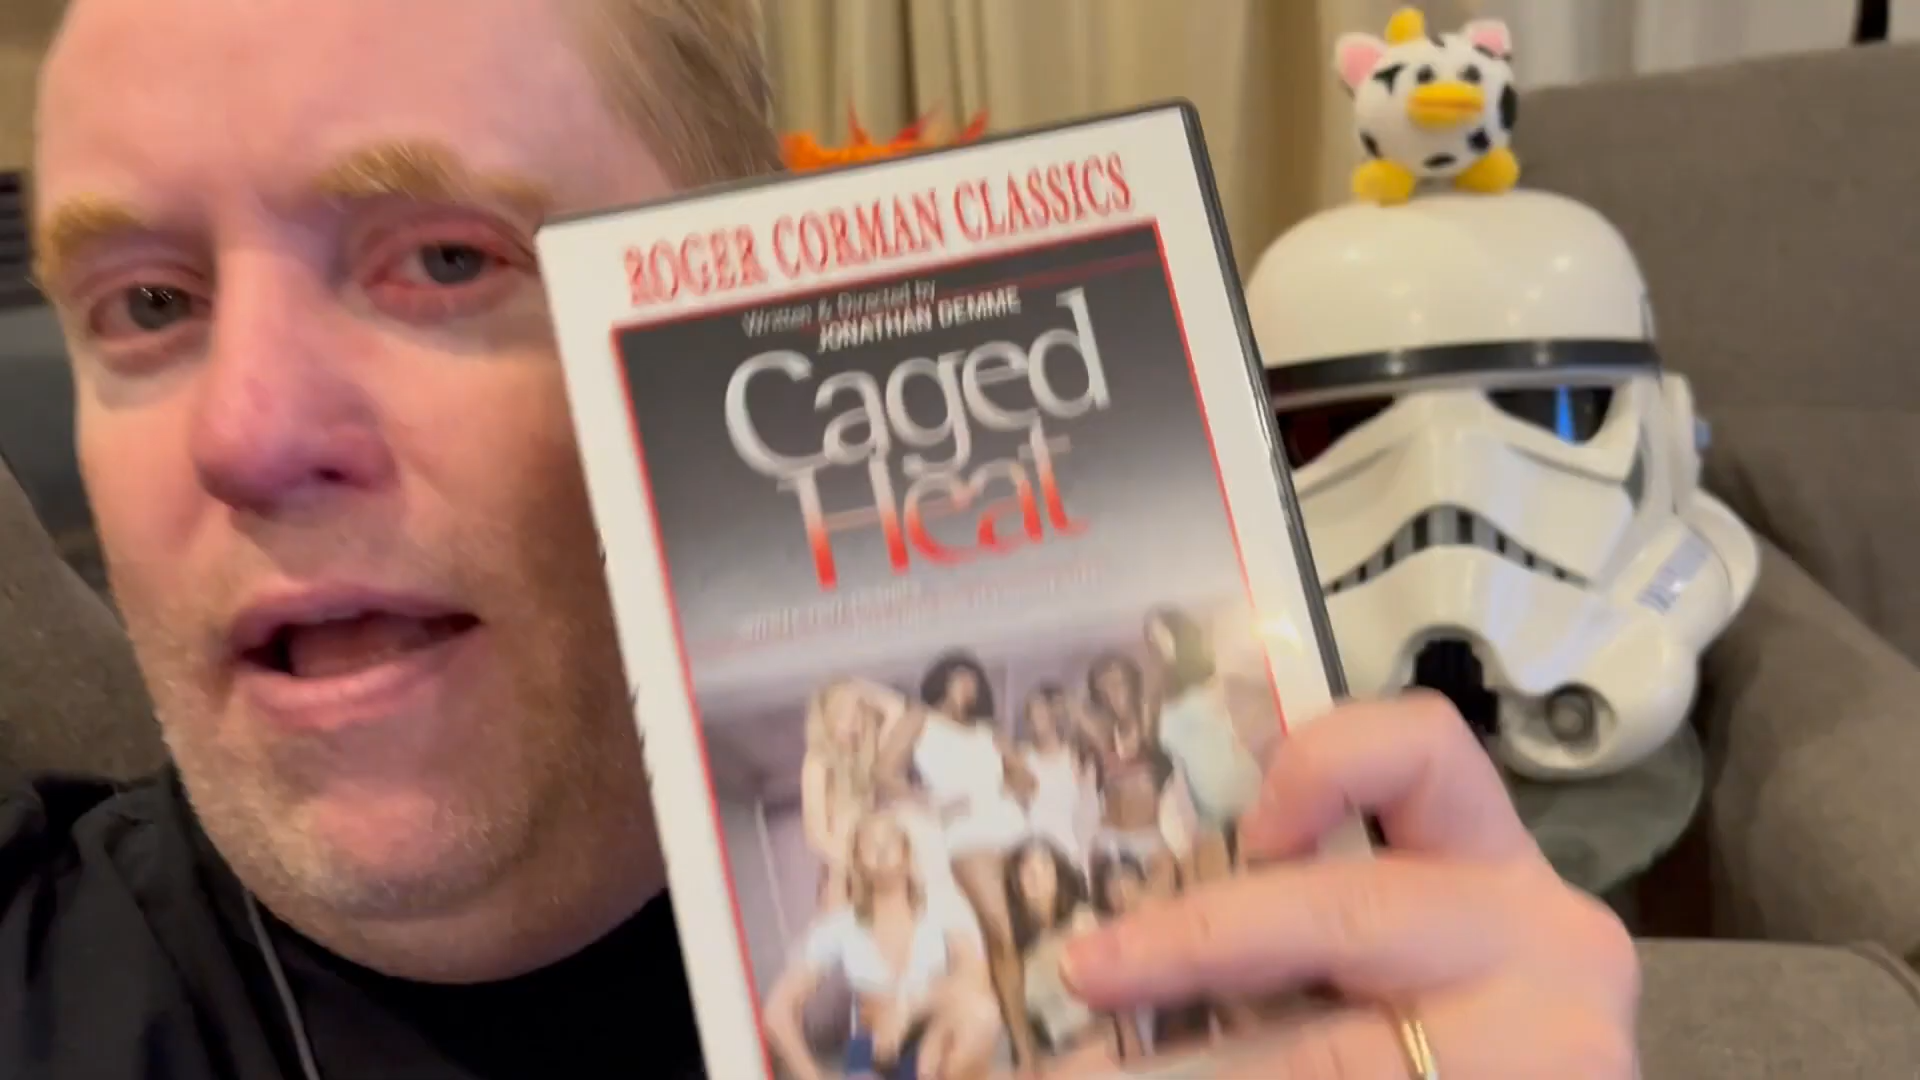 ROGER CORMAN CLASSICS
Written & Directed by
JONATHAN DEMME
Caged
Heat